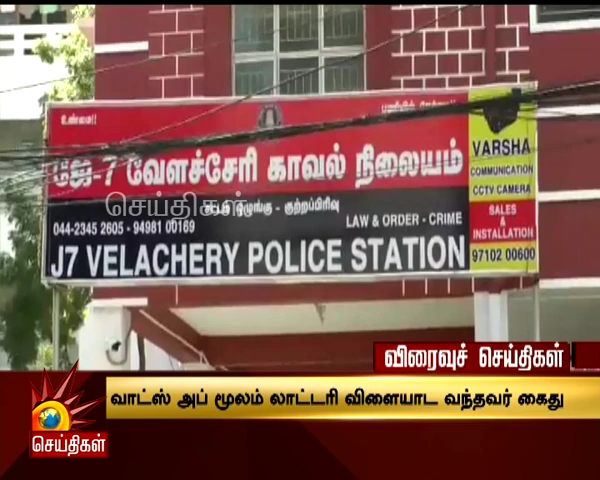 உண்மை!!
ஜே-7 வேளச்சேரி காவல் நிலையம்
செய்திகள்
குற்றப்பிரிவு
044-2345 2605 - 94981 00169
LAW & ORDER - CRIME
J7 VELACHERY POLICE STATION
VARSHA
COMMUNICATION
CCTV CAMERA
SALES &
INSTALLATION
97102 00600
விரைவுச் செய்திகள்
வாட்ஸ் அப் மூலம் லாட்டரி விளையாட வந்தவர் கைது
செய்திகள்